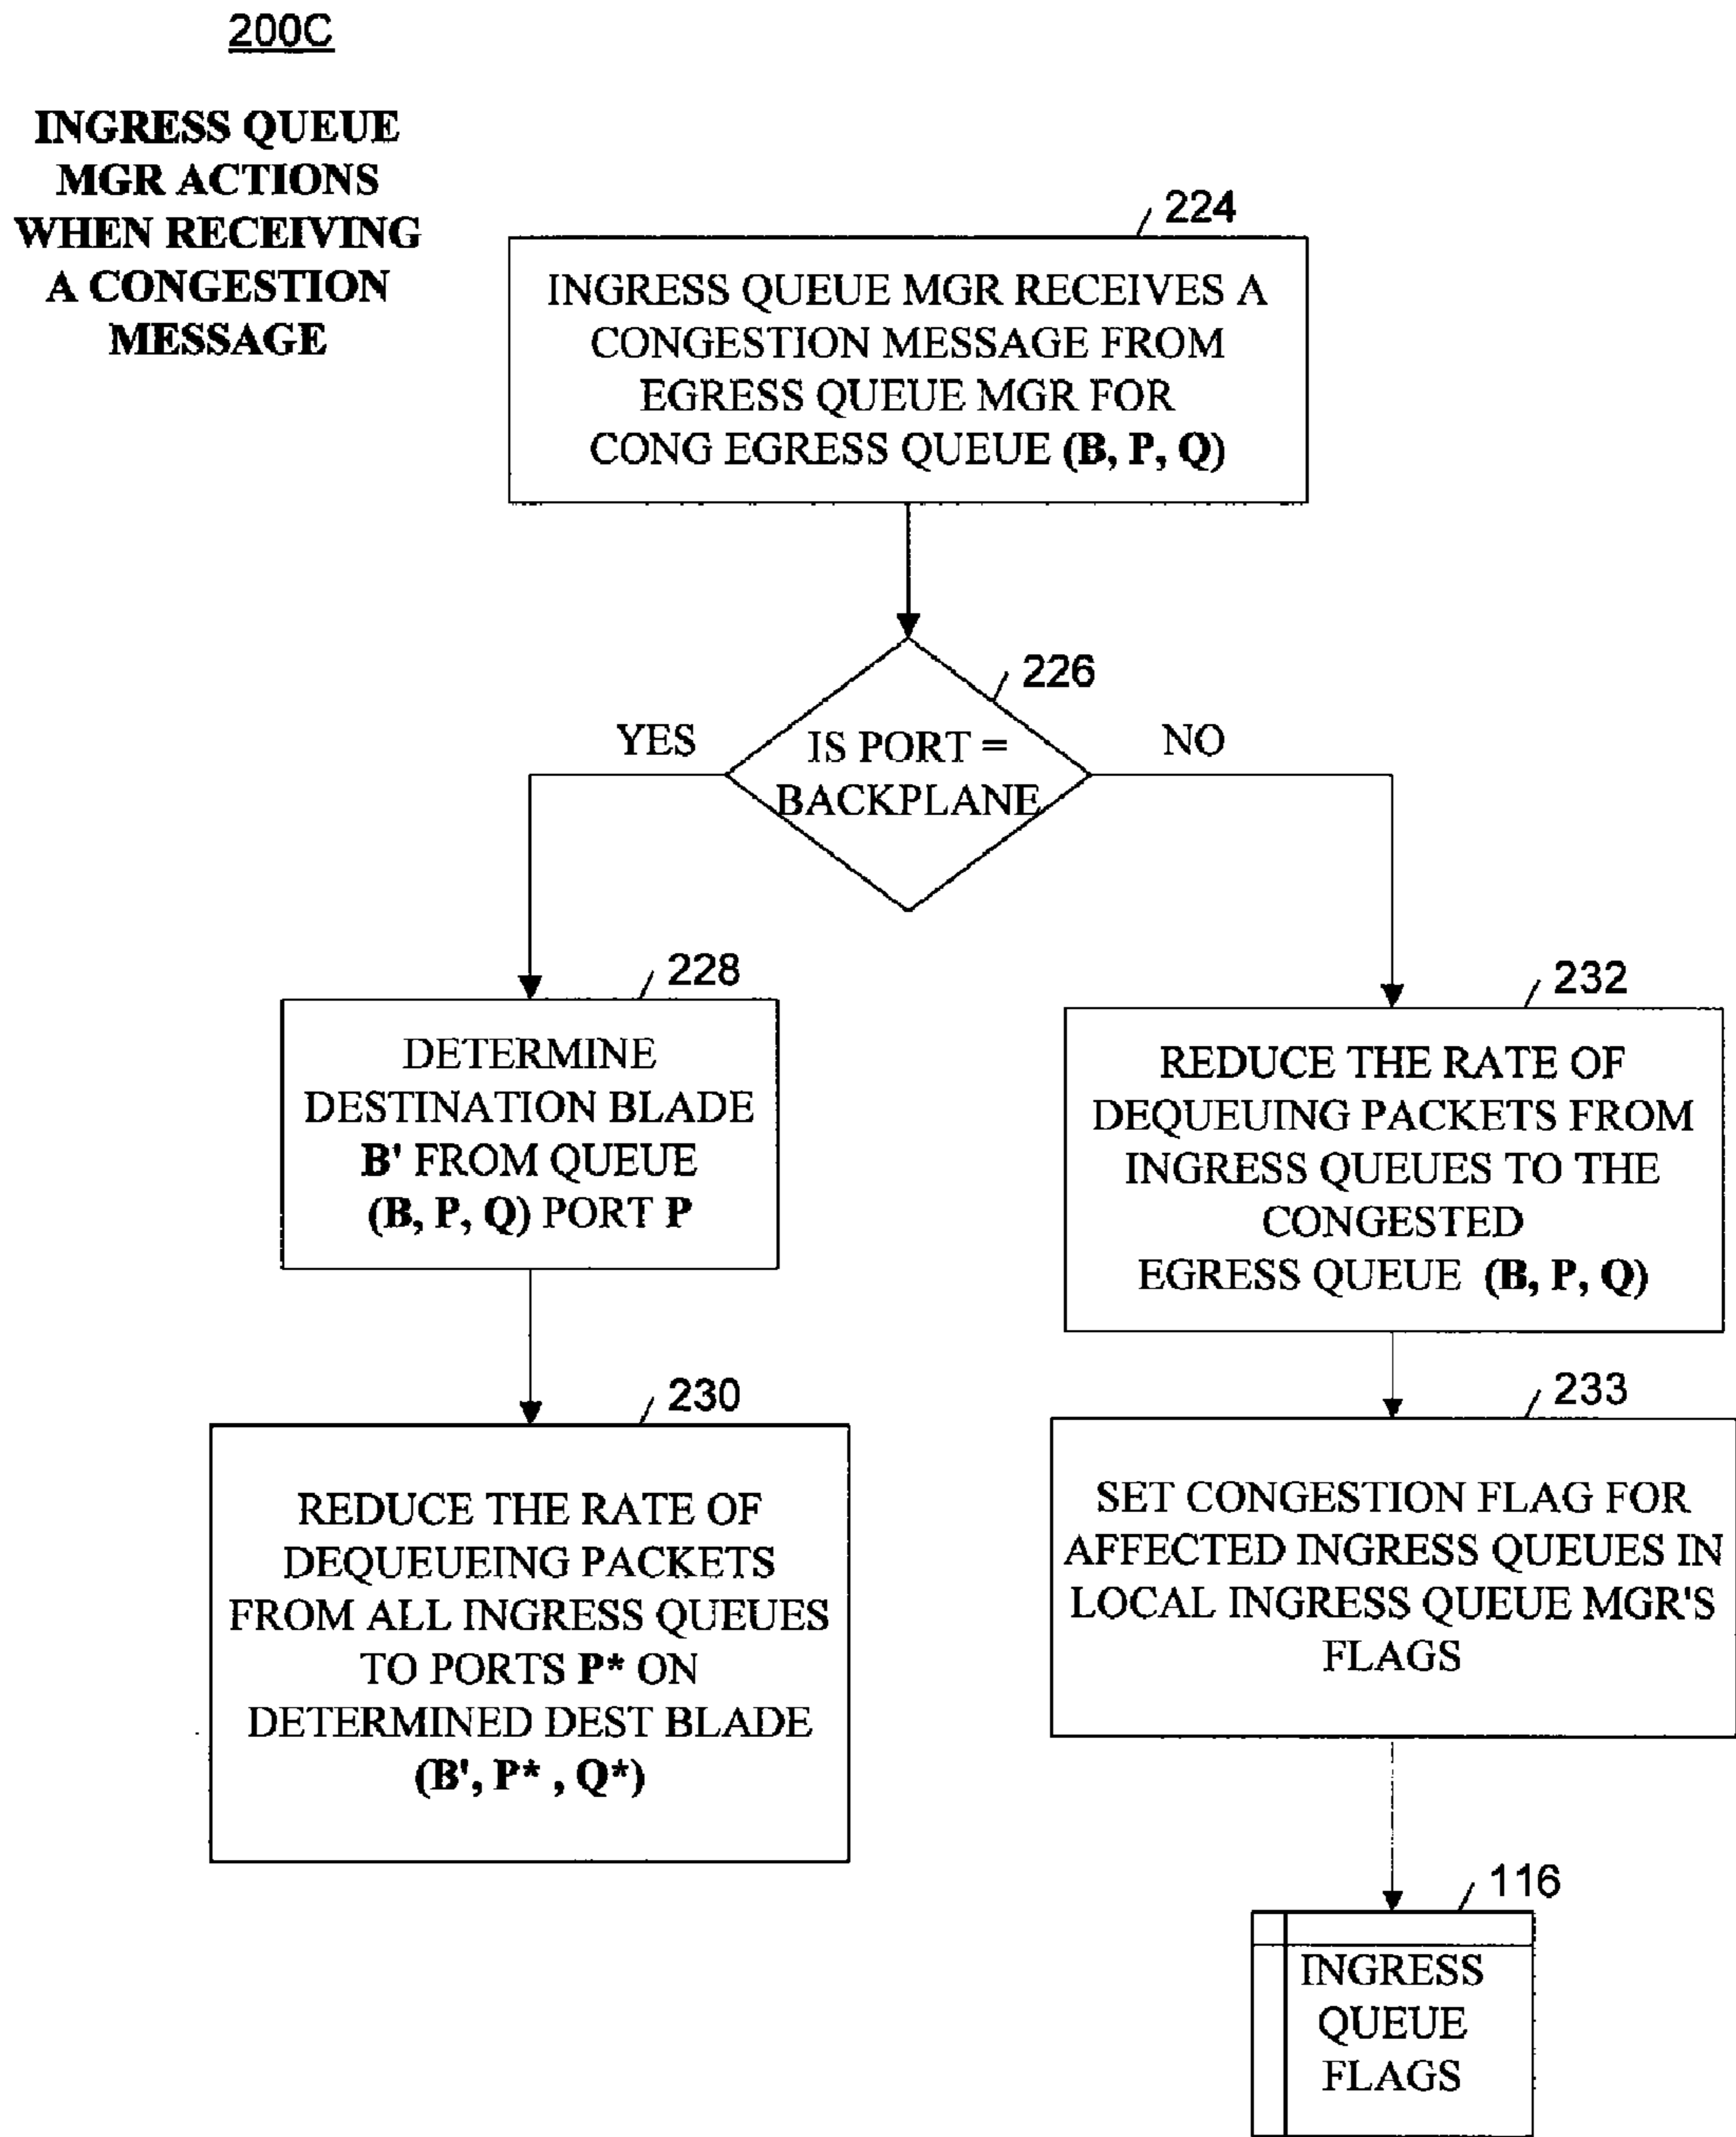 200C
INGRESS QUEUE
MGR ACTIONS
WHEN RECEIVING
A CONGESTION
MESSAGE
224
INGRESS QUEUE MGR RECEIVES A
CONGESTION MESSAGE FROM
EGRESS QUEUE MGR FOR
CONG EGRESS QUEUE (B, P, Q)
226
YES
IS PORT =
BACKPLANE
NO
228
DETERMINE
DESTINATION BLADE
B' FROM QUEUE
(B, P, Q) PORT P
232
REDUCE THE RATE OF
DEQUEUING PACKETS FROM
INGRESS QUEUES TO THE
CONGESTED
EGRESS QUEUE (B, P, Q)
230
REDUCE THE RATE OF
DEQUEUEING PACKETS
FROM ALL INGRESS QUEUES
TO PORTS P* ON
DETERMINED DEST BLADE
(B', P* , Q*)
233
SET CONGESTION FLAG FOR
AFFECTED INGRESS QUEUES IN
LOCAL INGRESS QUEUE MGR'S
FLAGS
116
INGRESS
QUEUE
FLAGS